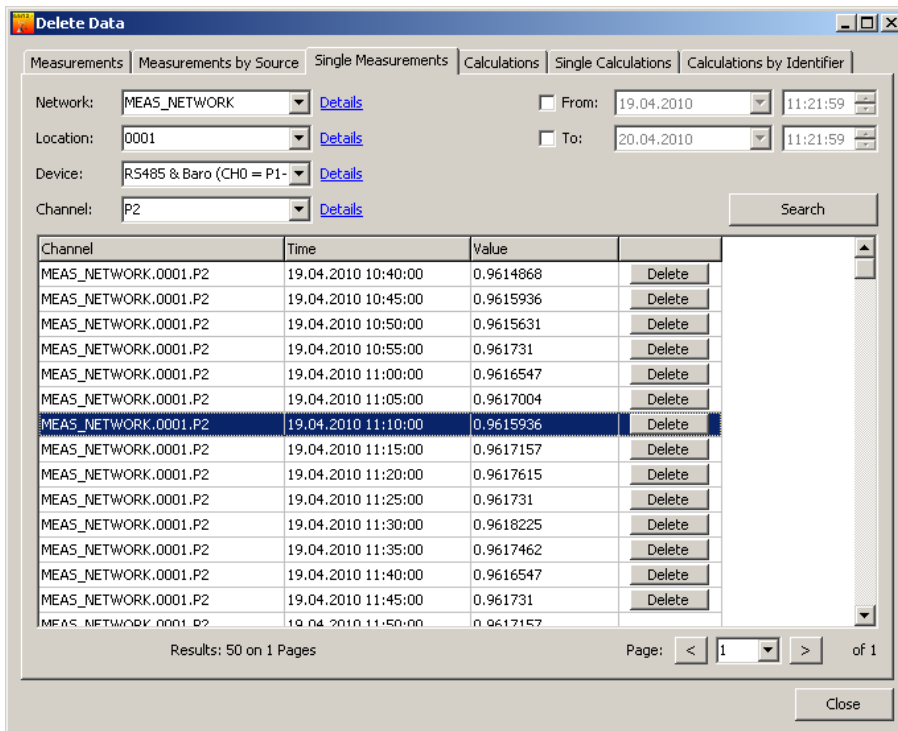 Delete Data
Measurements Measurements by Source Single Measurements Calculations Single Calculations Calculations by Identifier
Network: MEAS_NETWORK Details From: 19.04.2010 11:21:59
Location: 0001 Details To: 20.04.2010 11:21:59
Device: RS485 & Baro (CH0 = P1- Details
Channel: P2 Details Search
Channel Time Value
MEAS_NETWORK.0001.P2 19.04.2010 10:40:00 0.9614868 Delete
MEAS_NETWORK.0001.P2 19.04.2010 10:45:00 0.9615936 Delete
MEAS_NETWORK.0001.P2 19.04.2010 10:50:00 0.9615631 Delete
MEAS_NETWORK.0001.P2 19.04.2010 10:55:00 0.961731 Delete
MEAS_NETWORK.0001.P2 19.04.2010 11:00:00 0.9616547 Delete
MEAS_NETWORK.0001.P2 19.04.2010 11:05:00 0.9617004 Delete
MEAS_NETWORK.0001.P2 19.04.2010 11:10:00 0.9615936 Delete
MEAS_NETWORK.0001.P2 19.04.2010 11:15:00 0.9617157 Delete
MEAS_NETWORK.0001.P2 19.04.2010 11:20:00 0.9617615 Delete
MEAS_NETWORK.0001.P2 19.04.2010 11:25:00 0.961731 Delete
MEAS_NETWORK.0001.P2 19.04.2010 11:30:00 0.9618225 Delete
MEAS_NETWORK.0001.P2 19.04.2010 11:35:00 0.9617462 Delete
MEAS_NETWORK.0001.P2 19.04.2010 11:40:00 0.9616547 Delete
MEAS_NETWORK.0001.P2 19.04.2010 11:45:00 0.961731 Delete
MEAS_NETWORK.0001.P2 19.04.2010 11:50:00 0.9617157
Results: 50 on 1 Pages Page: < 1 > of 1
Close